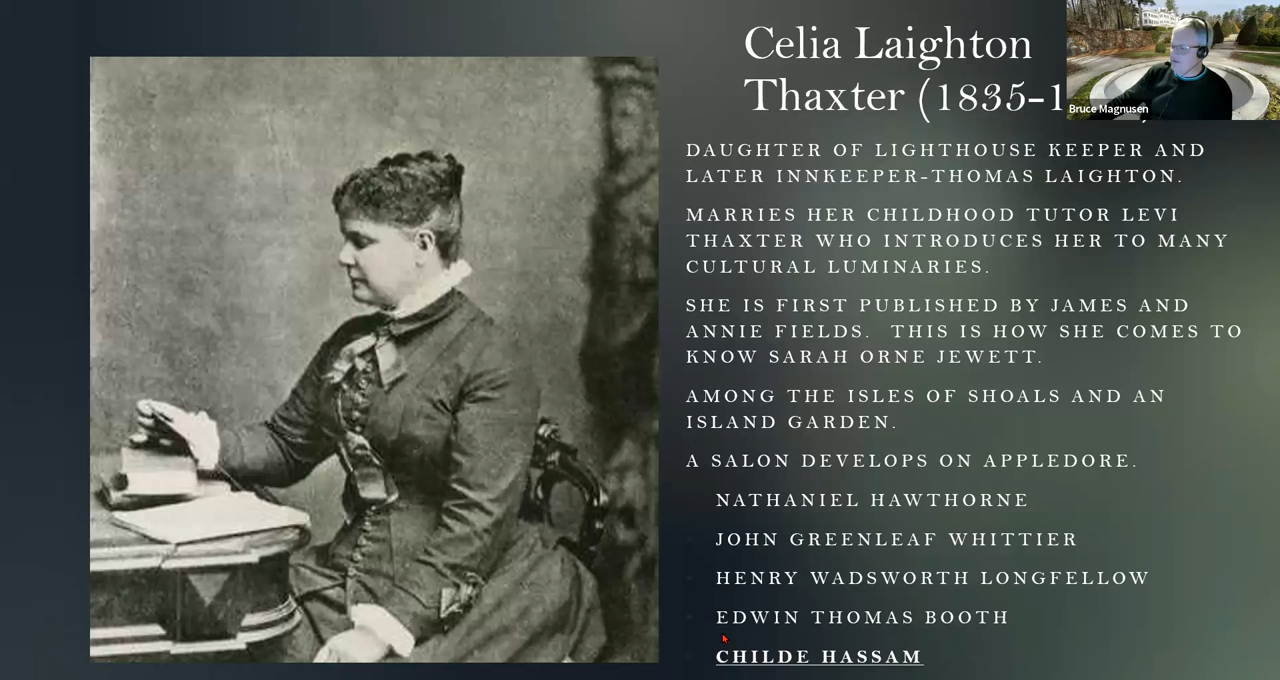 Celia Laighton
Thaxter (1835-1
Bruce Magnusen
DAUGHTER OF LIGHTHOUSE KEEPER AND
LATER INNKEEPER-THOMAS LAIGHTON.
MARRIES HER CHILDHOOD TUTOR LEVI
THAXTER WHO INTRODUCES HER TO MANY
CULTURAL LUMINARIES.
SHE IS FIRST PUBLISHED BY JAMES AND
ANNIE FIELDS. THIS IS HOW SHE COMES TO
KNOW SARAH ORNE JEWETT.
AMONG THE ISLES OF SHOALS AND AN
ISLAND GARDEN.
A SALON DEVELOPS ON APPLEDORE.
NATHANIEL HAWTHORNE
JOHN GREENLEAF WHITTIER
HENRY WADSWORTH LONGFELLOW
EDWIN THOMAS BOOTH
CHILDE HASSAM